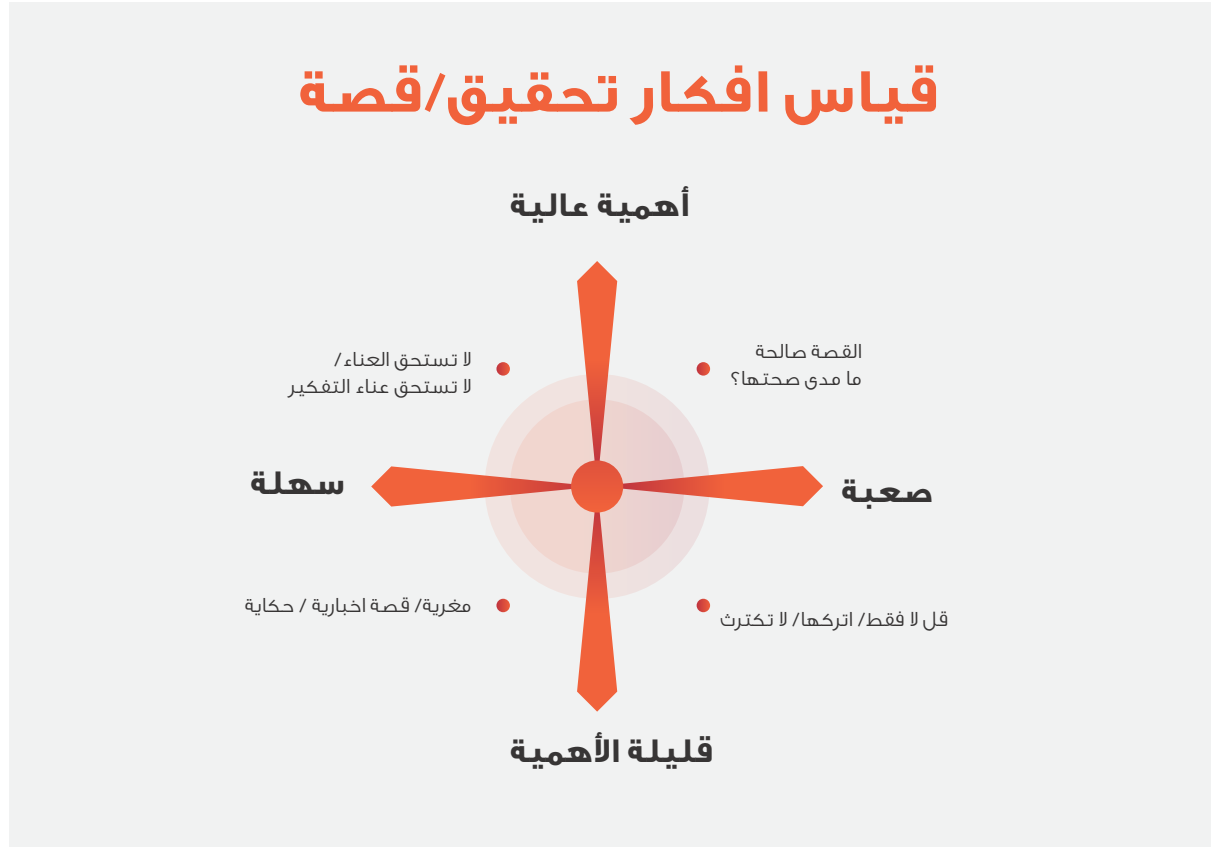 قياس افكار تحقيق/قصة
أهمية عالية
القصة صالحة
ما مدى صحتها؟
لا تستحق العناء/
لا تستحق عناء التفكير
صعبة
سهلة
قل لا فقط/ اتركها/ لا تكترث
مغرية/ قصة اخبارية / حكاية
قليلة الأهمية